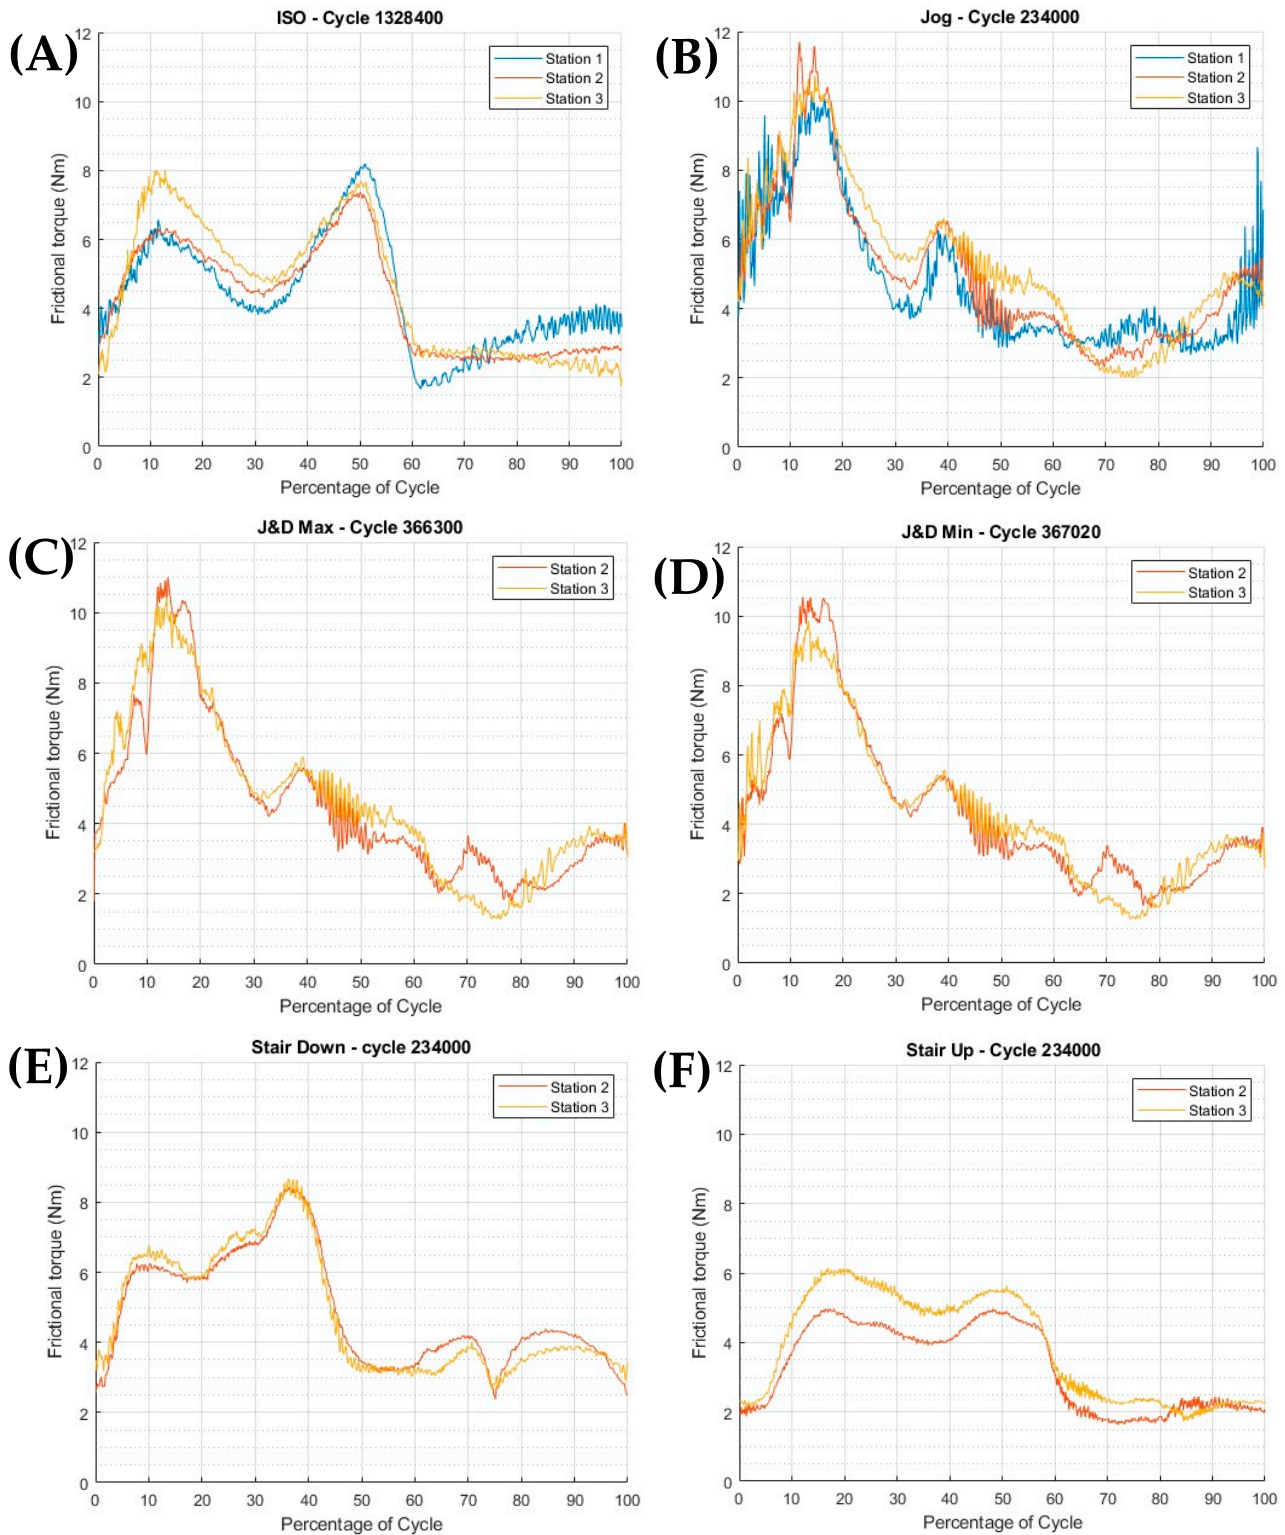 (A)
ISO - Cycle 1328400
Station 1
Station 2
Station 3
Frictional torque (Nm)
12
10
8
6
4
2
0
0 10 20 30 40 50 60 70 80 90 100
Percentage of Cycle
(B)
Jog - Cycle 234000
Station 1
Station 2
Station 3
Frictional torque (Nm)
12
10
8
6
4
2
0
0 10 20 30 40 50 60 70 80 90 100
Percentage of Cycle
(C)
J&D Max - Cycle 366300
Station 2
Station 3
Frictional torque (Nm)
12
10
8
6
4
2
0
0 10 20 30 40 50 60 70 80 90 100
Percentage of Cycle
(D)
J&D Min - Cycle 367020
Station 2
Station 3
Frictional torque (Nm)
12
10
8
6
4
2
0
0 10 20 30 40 50 60 70 80 90 100
Percentage of Cycle
(E)
Stair Down - cycle 234000
Station 2
Station 3
Frictional torque (Nm)
12
10
8
6
4
2
0
0 10 20 30 40 50 60 70 80 90 100
Percentage of Cycle
(F)
Stair Up - Cycle 234000
Station 2
Station 3
Frictional torque (Nm)
12
10
8
6
4
2
0
0 10 20 30 40 50 60 70 80 90 100
Percentage of Cycle